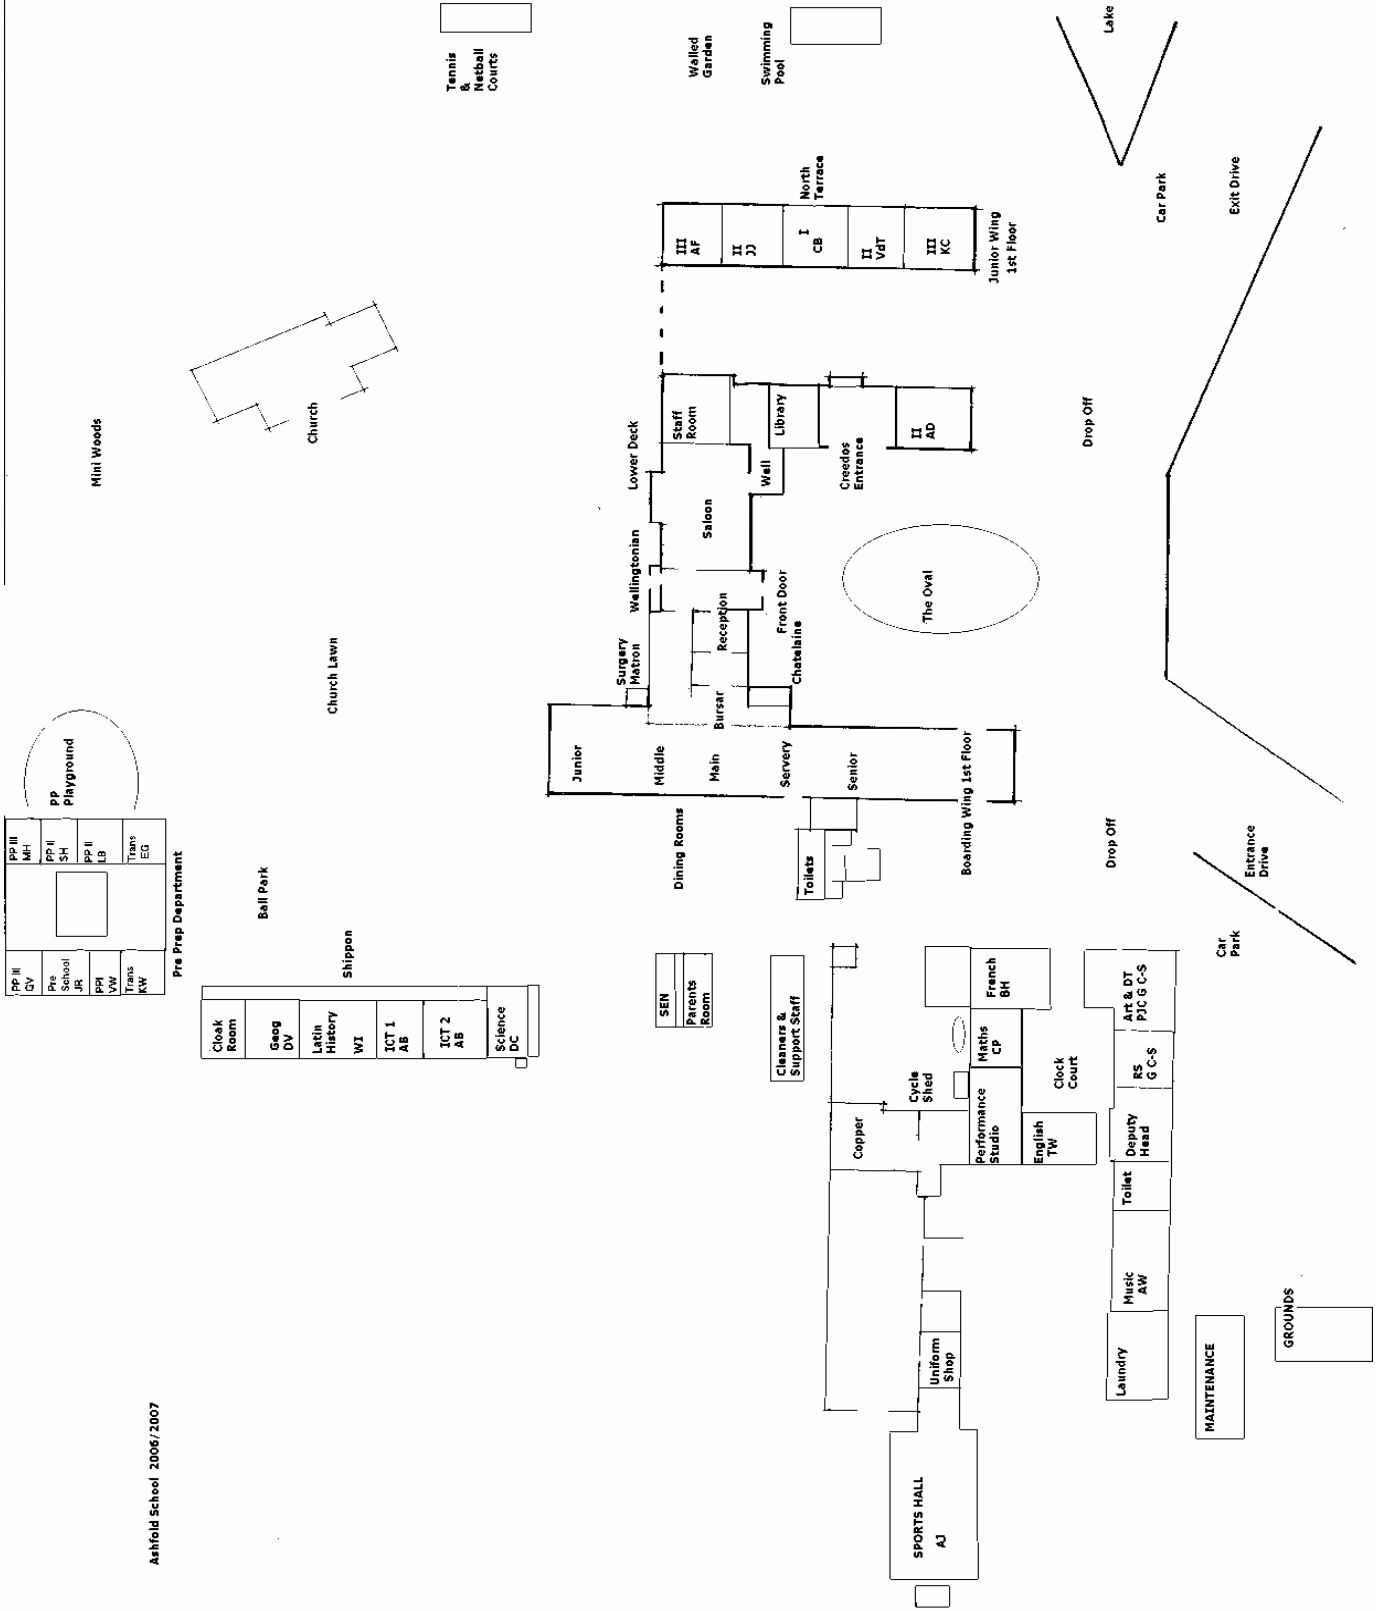 Ashfold School 2006/2007
PP III
GV
Pre
School
JR
PPI
VW
Trans
KW
PP III
MH
PP II
SH
PP II
LB
Trans
EG
Pre Prep Department
PP
Playground
Mini Woods
Cloak
Room
Geog
DV
Latin
History
WI
ICT 1
AB
ICT 2
AB
Science
DC
Shippon
Ball Park
Church Lawn
Church
Tennis
&
Netball
Courts
Junior
Middle
Main
Servery
Senior
Dining Rooms
Boarding Wing 1st Floor
Surgery
Matron
Wellingtonian
Lower Deck
Bursar
Reception
Saloon
Staff
Room
Well
Library
Front Door
Chatelaine
Creedos
Entrance
II
AD
The Oval
III
AF
II
JJ
I
CB
II
VdT
III
KC
Junior Wing
1st Floor
North
Terrace
Walled
Garden
Swimming
Pool
Lake
SEN
Parents
Room
Cleaners &
Support Staff
Toilets
Copper
Cycle
Shed
Performance
Studio
Maths
CP
French
BH
English
TW
Clock
Court
Uniform
Shop
SPORTS HALL
AJ
Laundry
Music
AW
Toilet
Deputy
Head
RS
G C-S
Art & DT
PJC G C-S
MAINTENANCE
GROUNDS
Car
Park
Drop Off
Entrance
Drive
Drop Off
Car Park
Exit Drive